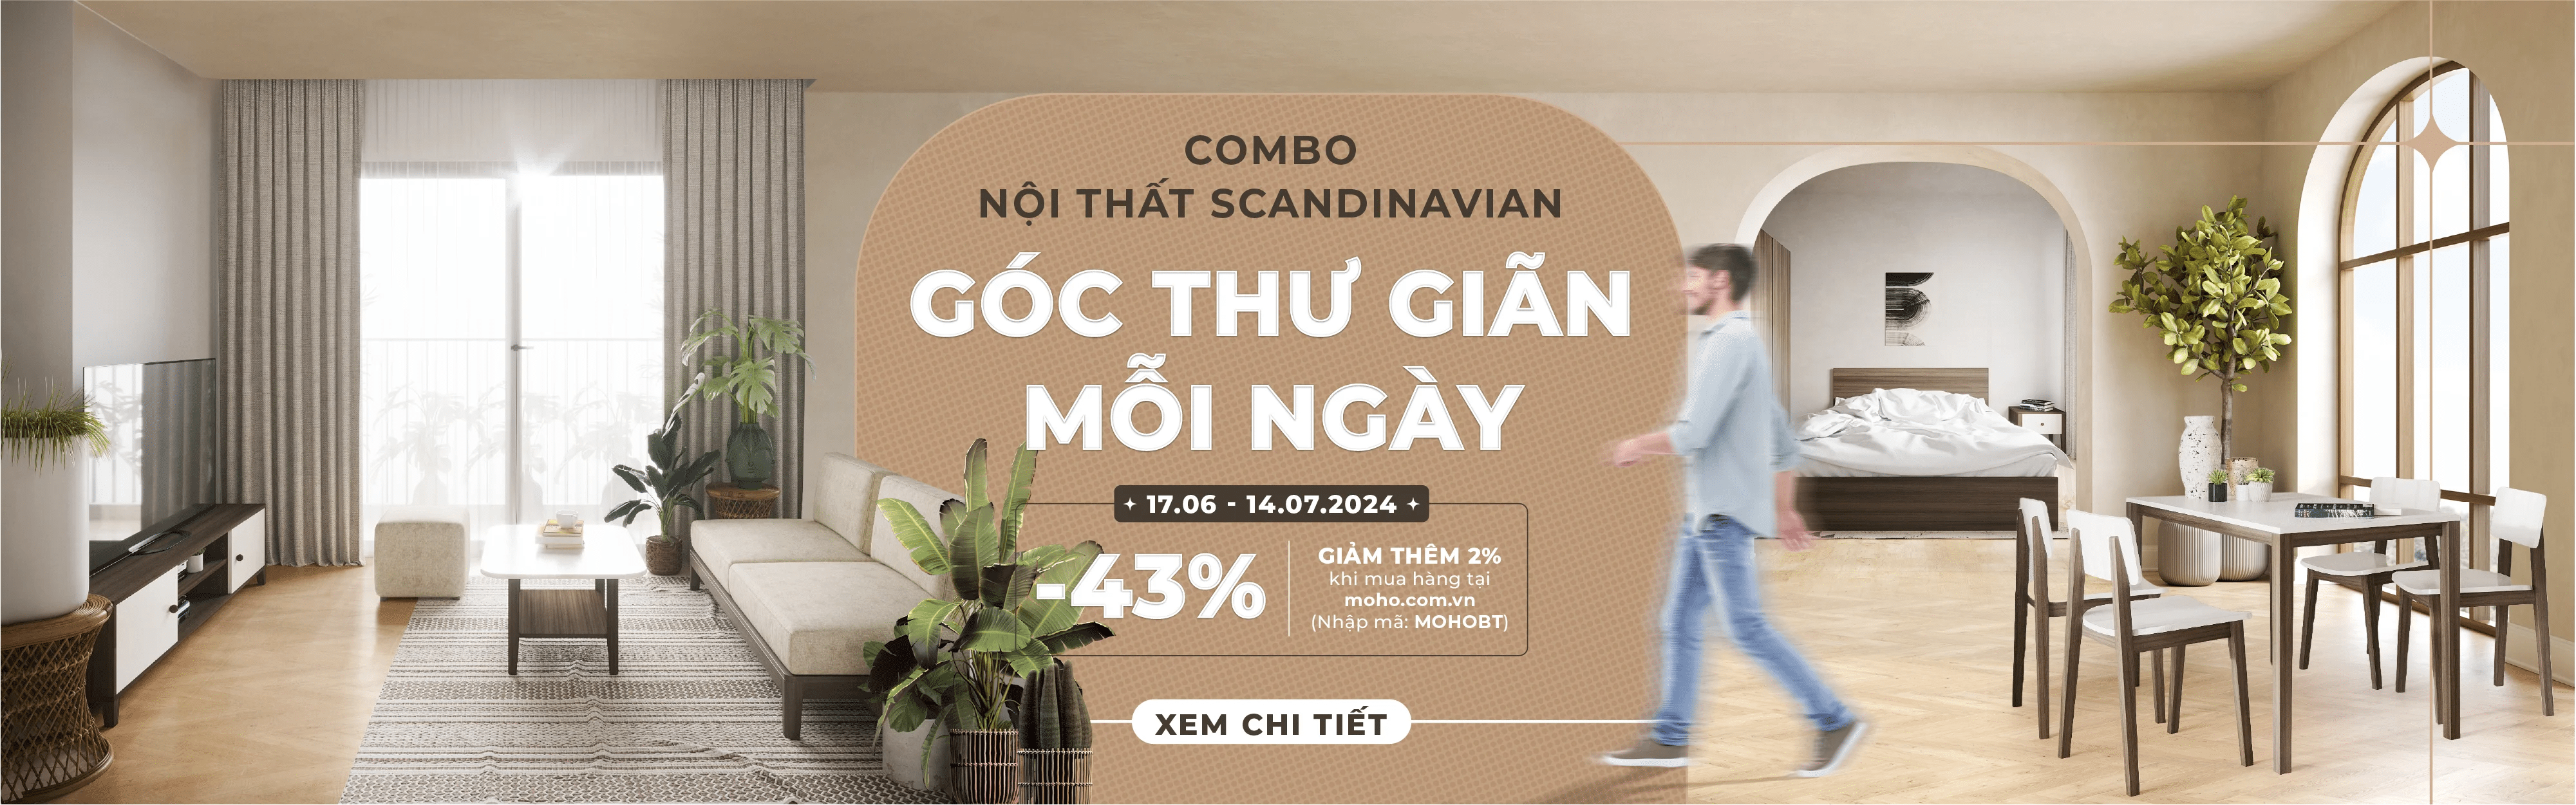 COMBO
NỘI THẤT SCANDINAVIAN
GÓC THƯ GIÃN
MỖI NGÀY
17.06 - 14.07.2024
-43%
GIẢM THÊM 2%
khi mua hàng tại
moho.com.vn
(Nhập mã: MOHOBT)
XEM CHI TIẾT